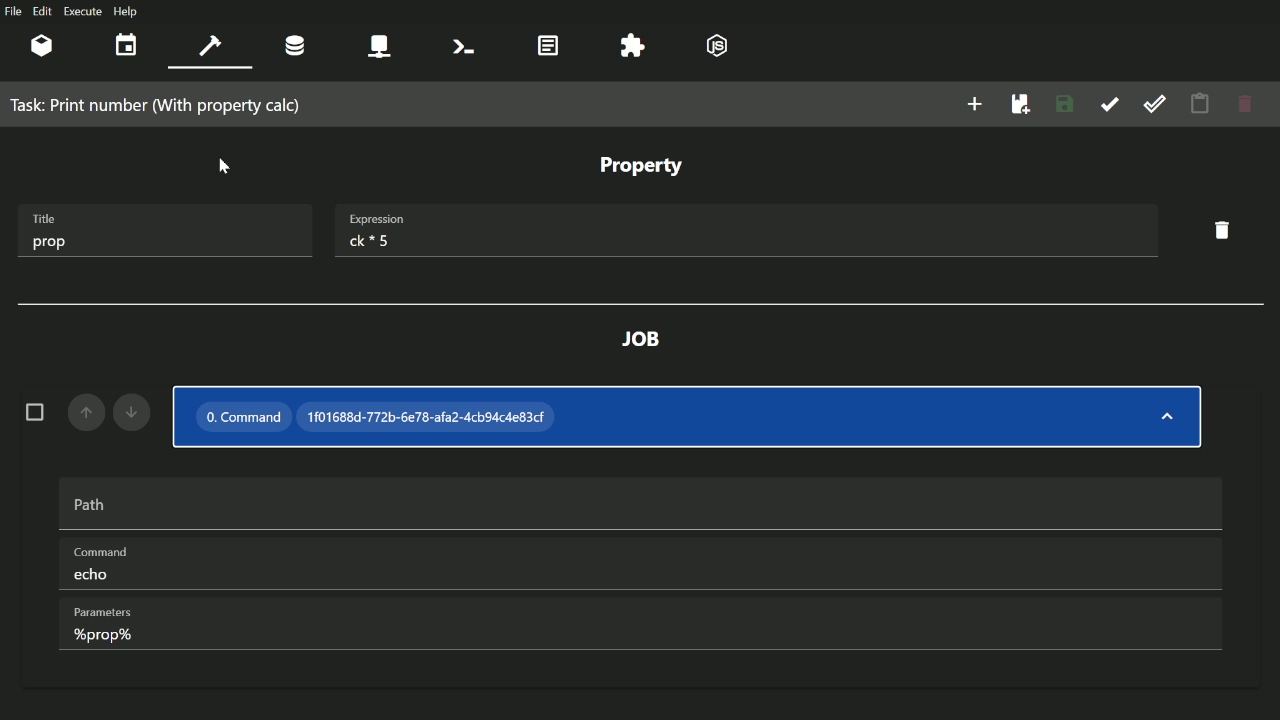 File Edit Execute Help
JS
Task: Print number (With property calc)
Property
Title
prop
Expression
ck * 5
JOB
0. Command 1f01688d-772b-6e78-afa2-4cb94c4e83cf
Path
Command
echo
Parameters
%prop%